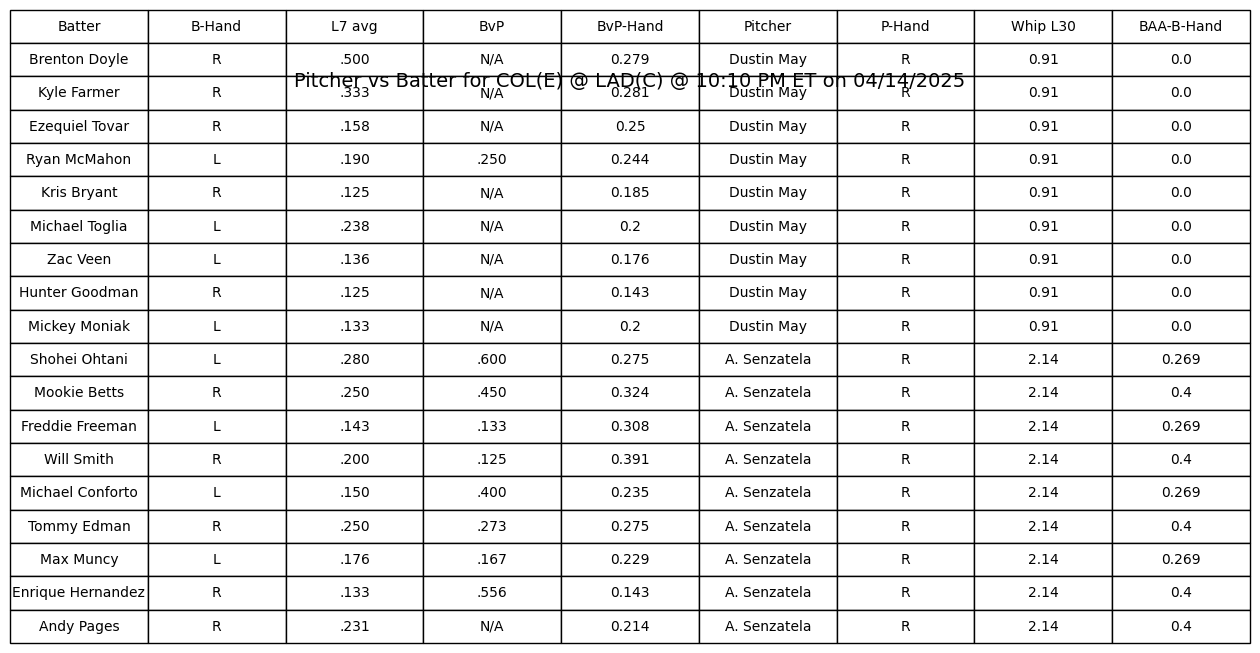 Batter B-Hand L7 avg BvP BvP-Hand Pitcher P-Hand Whip L30 BAA-B-Hand
Brenton Doyle R .500 N/A 0.279 Dustin May R 0.91 0.0
Pitcher vs Batter for COL(E) @ LAD(C) @ 10:10 PM ET on 04/14/2025
Kyle Farmer R .333 N/A 0.281 Dustin May R 0.91 0.0
Ezequiel Tovar R .158 N/A 0.25 Dustin May R 0.91 0.0
Ryan McMahon L .190 .250 0.244 Dustin May R 0.91 0.0
Kris Bryant R .125 N/A 0.185 Dustin May R 0.91 0.0
Michael Toglia L .238 N/A 0.2 Dustin May R 0.91 0.0
Zac Veen L .136 N/A 0.176 Dustin May R 0.91 0.0
Hunter Goodman R .125 N/A 0.143 Dustin May R 0.91 0.0
Mickey Moniak L .133 N/A 0.2 Dustin May R 0.91 0.0
Shohei Ohtani L .280 .600 0.275 A. Senzatela R 2.14 0.269
Mookie Betts R .250 .450 0.324 A. Senzatela R 2.14 0.4
Freddie Freeman L .143 .133 0.308 A. Senzatela R 2.14 0.269
Will Smith R .200 .125 0.391 A. Senzatela R 2.14 0.4
Michael Conforto L .150 .400 0.235 A. Senzatela R 2.14 0.269
Tommy Edman R .250 .273 0.275 A. Senzatela R 2.14 0.4
Max Muncy L .176 .167 0.229 A. Senzatela R 2.14 0.269
Enrique Hernandez R .133 .556 0.143 A. Senzatela R 2.14 0.4
Andy Pages R .231 N/A 0.214 A. Senzatela R 2.14 0.4